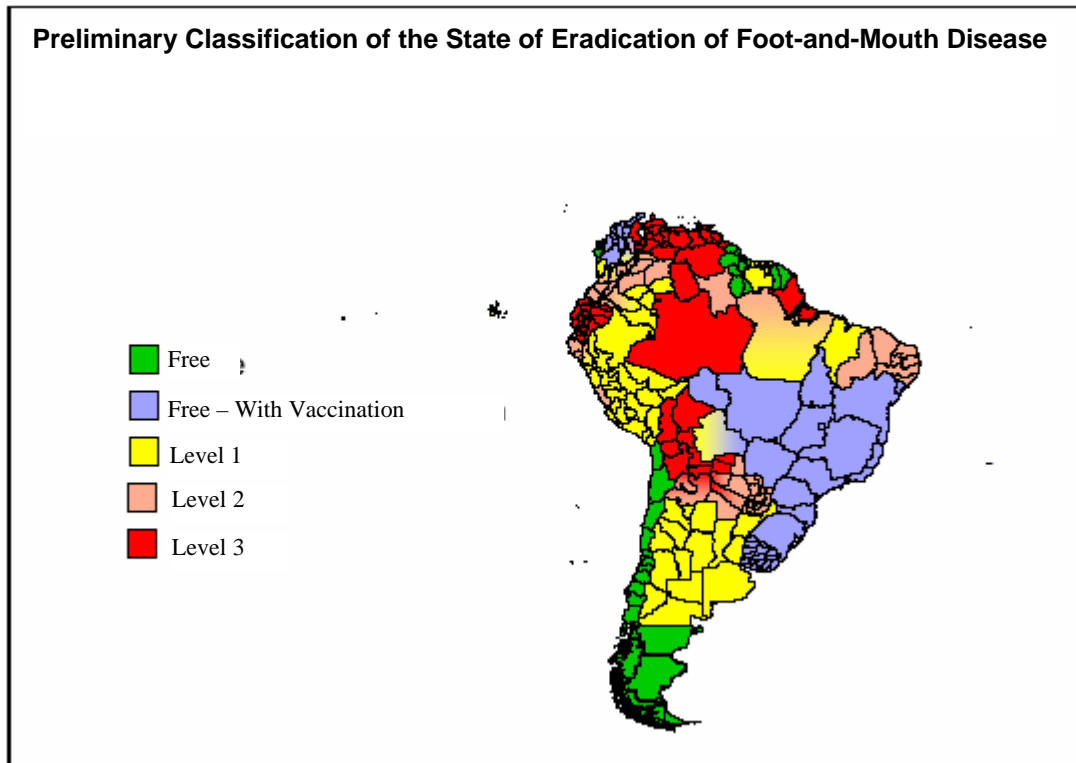 Preliminary Classification of the State of Eradication of Foot-and-Mouth Disease
Free
Free – With Vaccination
Level 1
Level 2
Level 3